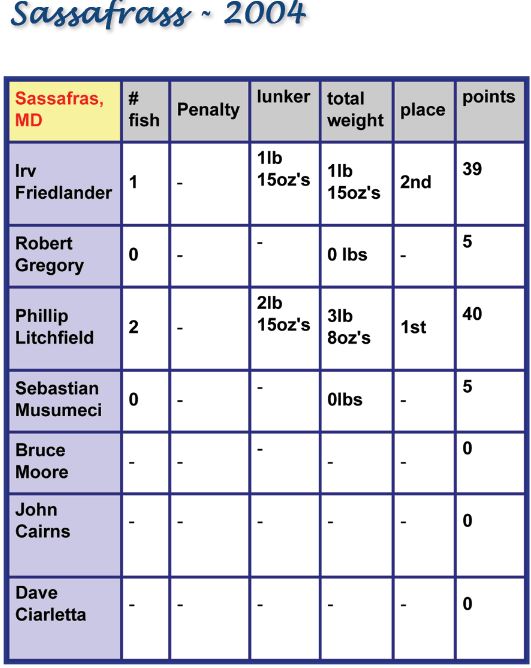 Sassafrass ~ 2004
Sassafras, MD | # fish | Penalty | lunker | total weight | place | points
Irv Friedlander | 1 | - | 1lb 15oz's | 1lb 15oz's | 2nd | 39
Robert Gregory | 0 | - | - | 0 lbs | - | 5
Phillip Litchfield | 2 | - | 2lb 15oz's | 3lb 8oz's | 1st | 40
Sebastian Musumeci | 0 | - | - | 0lbs | - | 5
Bruce Moore | - | - | - | - | - | 0
John Cairns | - | - | - | - | - | 0
Dave Ciarletta | - | - | - | - | - | 0